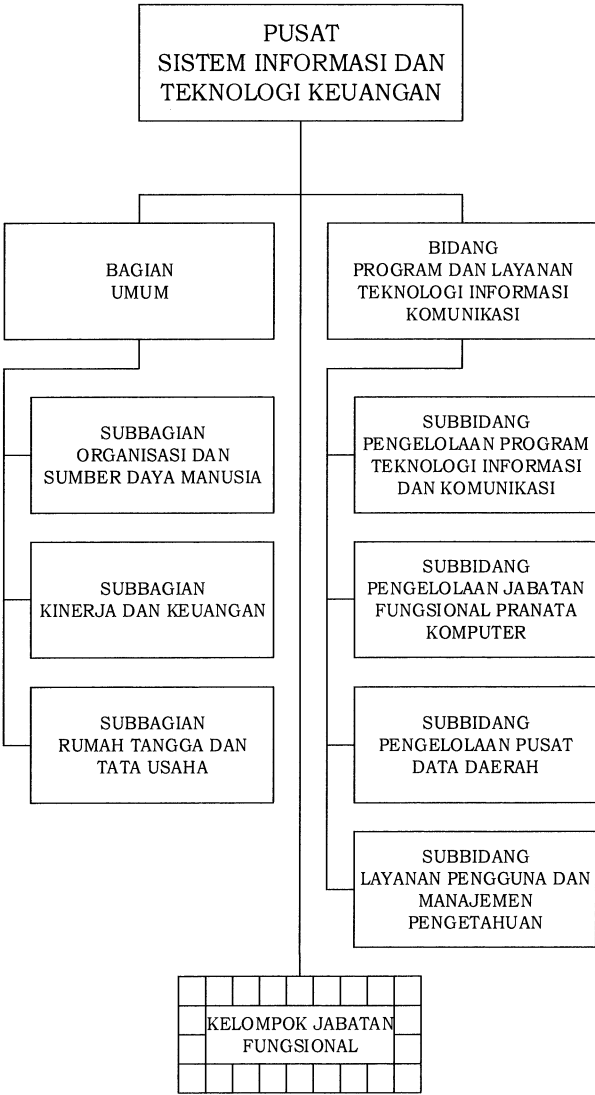 PUSAT
SISTEM INFORMASI DAN
TEKNOLOGI KEUANGAN
BAGIAN
UMUM
SUBBAGIAN
ORGANISASI DAN
SUMBER DAYA MANUSIA
SUBBAGIAN
KINERJA DAN KEUANGAN
SUBBAGIAN
RUMAH TANGGA DAN
TATA USAHA
BIDANG
PROGRAM DAN LAYANAN
TEKNOLOGI INFORMASI
KOMUNIKASI
SUBBIDANG
PENGELOLAAN PROGRAM
TEKNOLOGI INFORMASI
DAN KOMUNIKASI
SUBBIDANG
PENGELOLAAN JABATAN
FUNGSIONAL PRANATA
KOMPUTER
SUBBIDANG
PENGELOLAAN PUSAT
DATA DAERAH
SUBBIDANG
LAYANAN PENGGUNA DAN
MANAJEMEN
PENGETAHUAN
KELOMPOK JABATAN
FUNGSIONAL